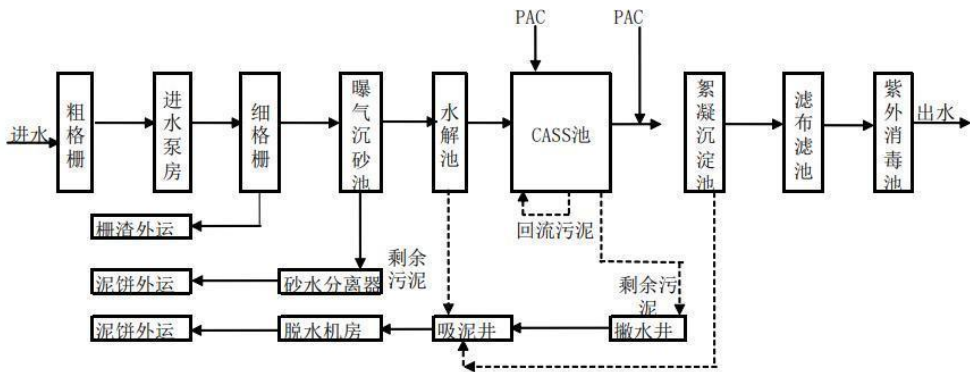 PAC
PAC
进水
粗格栅
进水泵房
细格栅
曝气沉砂池
水解池
CASS池
絮凝沉淀池
滤布滤池
紫外消毒池
出水
栅渣外运
回流污泥
泥饼外运
砂水分离器
剩余
污泥
剩余污
泥
泥饼外运
脱水机房
吸泥井
撇水井